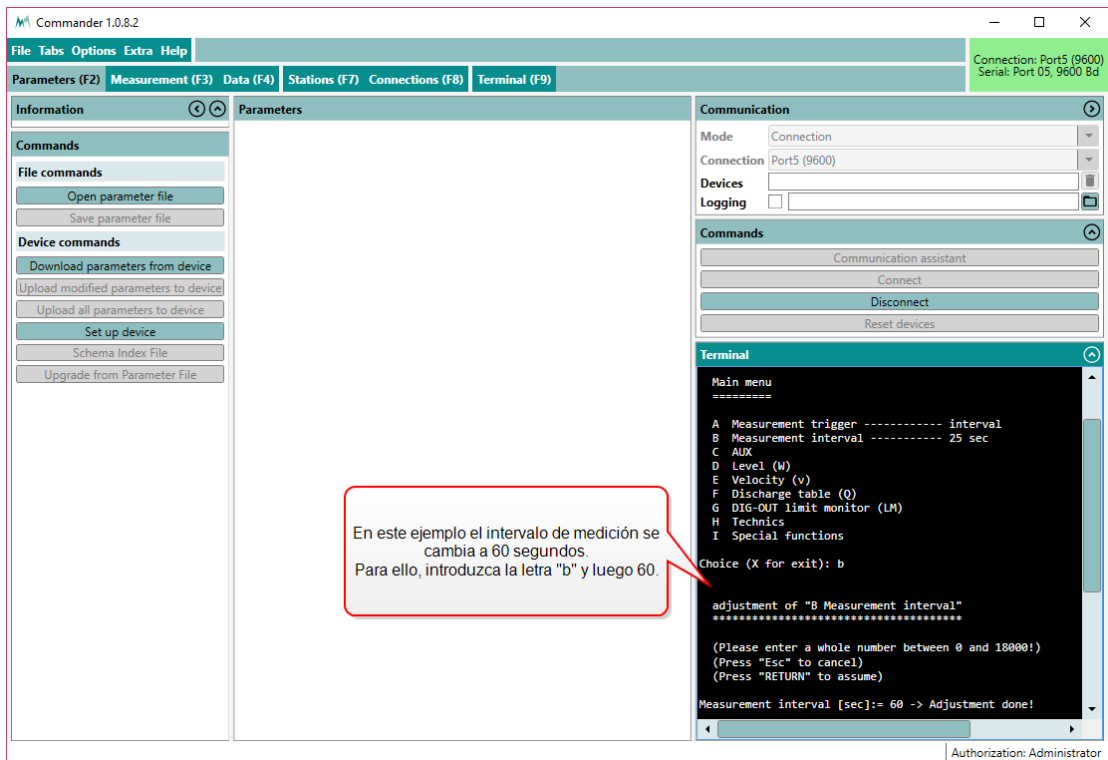 Commander 1.0.8.2
File Tabs Options Extra Help
Connection: Port5 (9600)
Serial: Port 05, 9600 Bd
Parameters (F2) Measurement (F3) Data (F4) Stations (F7) Connections (F8) Terminal (F9)
Information
Commands
File commands
Open parameter file
Save parameter file
Device commands
Download parameters from device
Upload modified parameters to device
Upload all parameters to device
Set up device
Schema Index File
Upgrade from Parameter File
Parameters
En este ejemplo el intervalo de medición se
cambia a 60 segundos.
Para ello, introduzca la letra "b" y luego 60.
Communication
Mode Connection
Connection Port5 (9600)
Devices
Logging
Commands
Communication assistant
Connect
Disconnect
Reset devices
Terminal
Main menu
=========
A Measurement trigger ------------ interval
B Measurement interval ----------- 25 sec
C AUX
D Level (W)
E Velocity (v)
F Discharge table (Q)
G DIG-OUT limit monitor (LM)
H Technics
I Special functions
Choice (X for exit): b
adjustment of "B Measurement interval"
**************************************
(Please enter a whole number between 0 and 18000!)
(Press "Esc" to cancel)
(Press "RETURN" to assume)
Measurement interval [sec]:= 60 -> Adjustment done!
Authorization: Administrator